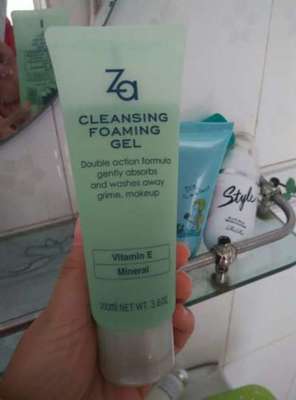 Za
CLEANSING
FOAMING
GEL
Double action formula
gently absorbs
and washes away
grime, makeup
Vitamin E
Mineral
NET WT. 3.6OZ.
Style